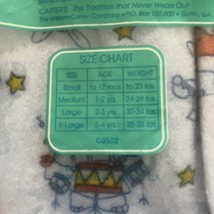 CARTER'S The Tradition that Never Wears Out
The William Carter Company • P.O. Box 100,000 • Griffin, GA
SIZE CHART
SIZE AGE WEIGHT
Small to 12 mos. to 23 lbs.
Medium 1-2 yrs. 24-29 lbs.
Large 2-3 yrs. 30-34 lbs.
X-Large 3-4 yrs. 35-38 lbs.